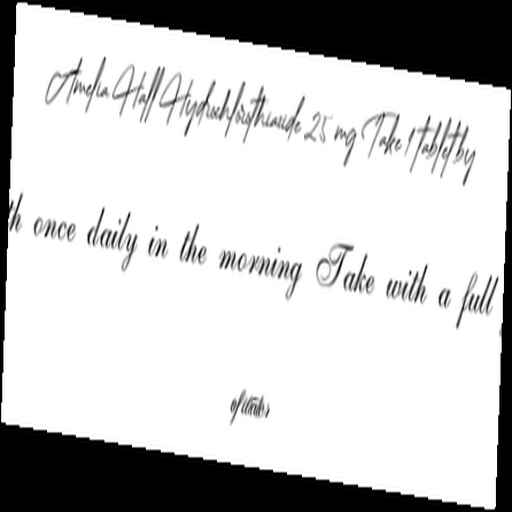 Amelia Hall Hydrochlorothiazide 25 mg Take 1 tablet by
th once daily in the morning Take with a full
of water